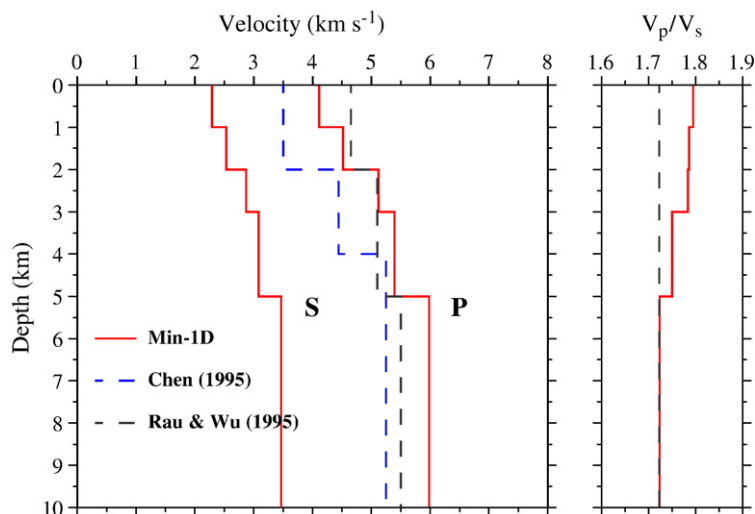 Velocity (km s⁻¹)
Vp/Vs
0 1 2 3 4 5 6 7 8
1.6 1.7 1.8 1.9
Depth (km)
0
1
2
3
4
5
6
7
8
9
10
S P
Min-1D
Chen (1995)
Rau & Wu (1995)